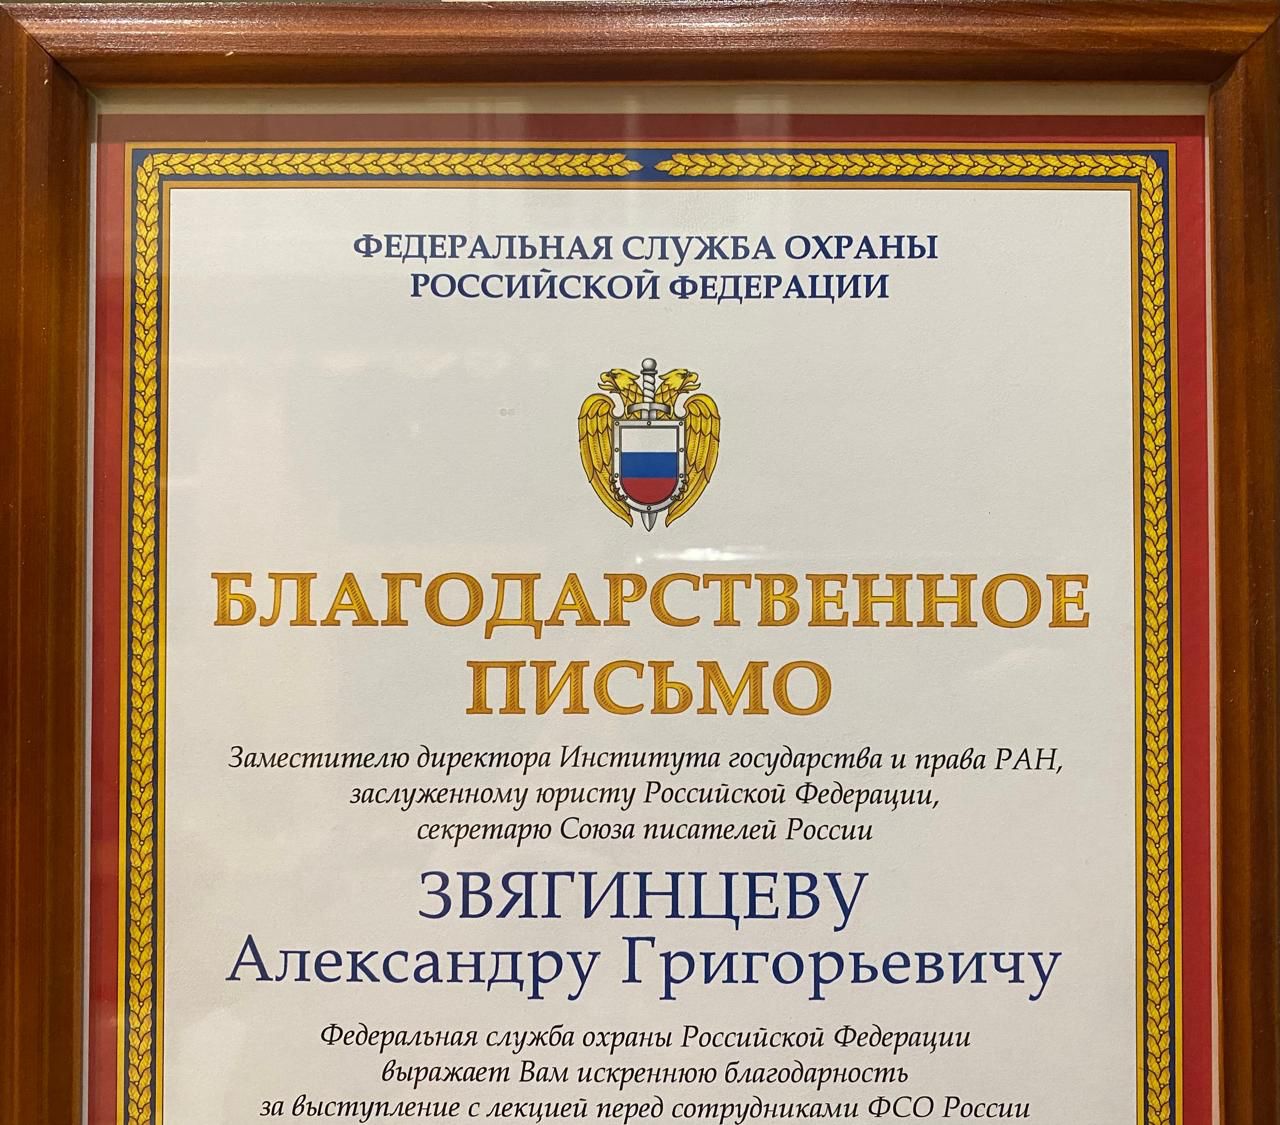 ФЕДЕРАЛЬНАЯ СЛУЖБА ОХРАНЫ
РОССИЙСКОЙ ФЕДЕРАЦИИ
БЛАГОДАРСТВЕННОЕ
ПИСЬМО
Заместителю директора Института государства и права РАН,
заслуженному юристу Российской Федерации,
секретарю Союза писателей России
ЗВЯГИНЦЕВУ
Александру Григорьевичу
Федеральная служба охраны Российской Федерации
выражает Вам искреннюю благодарность
за выступление с лекцией перед сотрудниками ФСО России